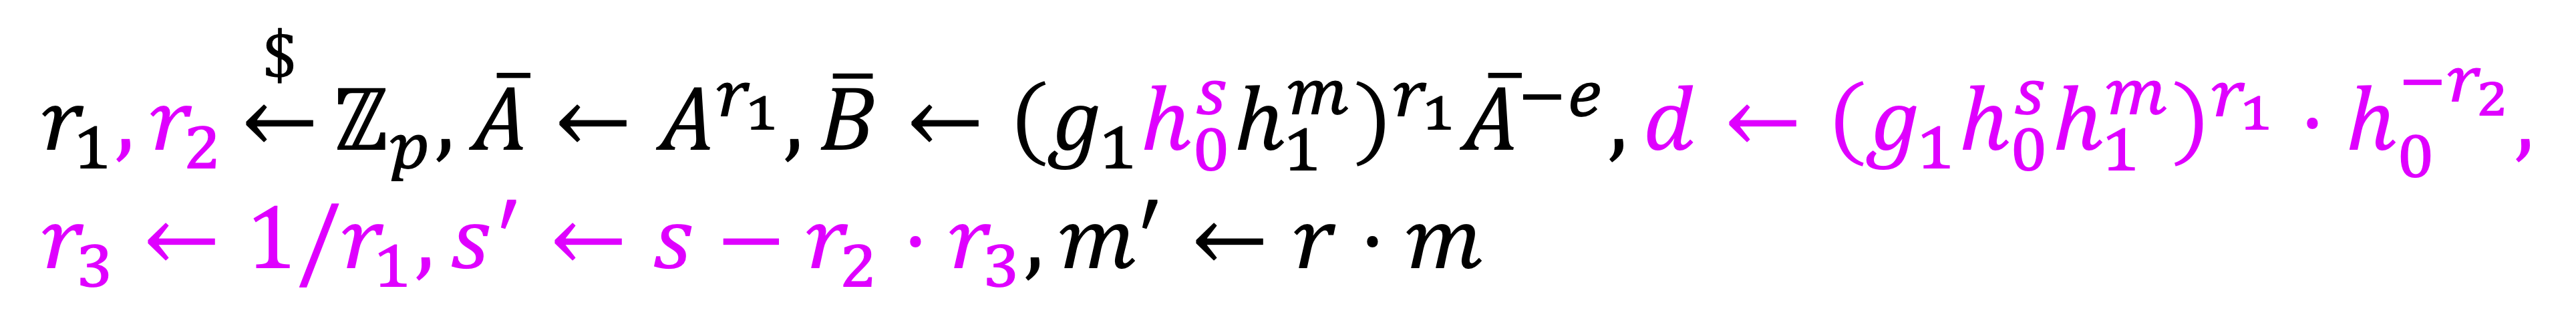 r₁, r₂ ←$ ℤₚ, Ā ← A^{r₁}, B̄ ← (g₁h₀^s h₁^m)^{r₁} Ā^{−e}, d ← (g₁h₀^s h₁^m)^{r₁} · h₀^{−r₂},
r₃ ← 1/r₁, s′ ← s − r₂ · r₃, m′ ← r · m